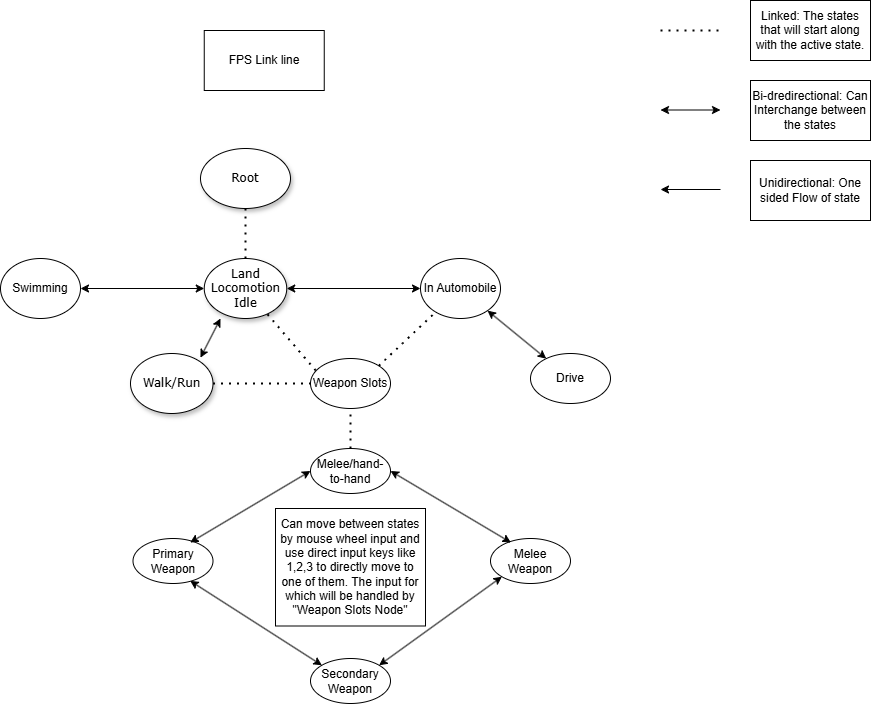 FPS Link line
Linked: The states
that will start along
with the active state.
Bi-dredirectional: Can
Interchange between
the states
Unidirectional: One
sided Flow of state
Root
Swimming
Land
Locomotion
Idle
In Automobile
Walk/Run
Weapon Slots
Drive
Melee/hand-
to-hand
Can move between states
by mouse wheel input and
use direct input keys like
1,2,3 to directly move to
one of them. The input for
which will be handled by
"Weapon Slots Node"
Primary
Weapon
Melee
Weapon
Secondary
Weapon